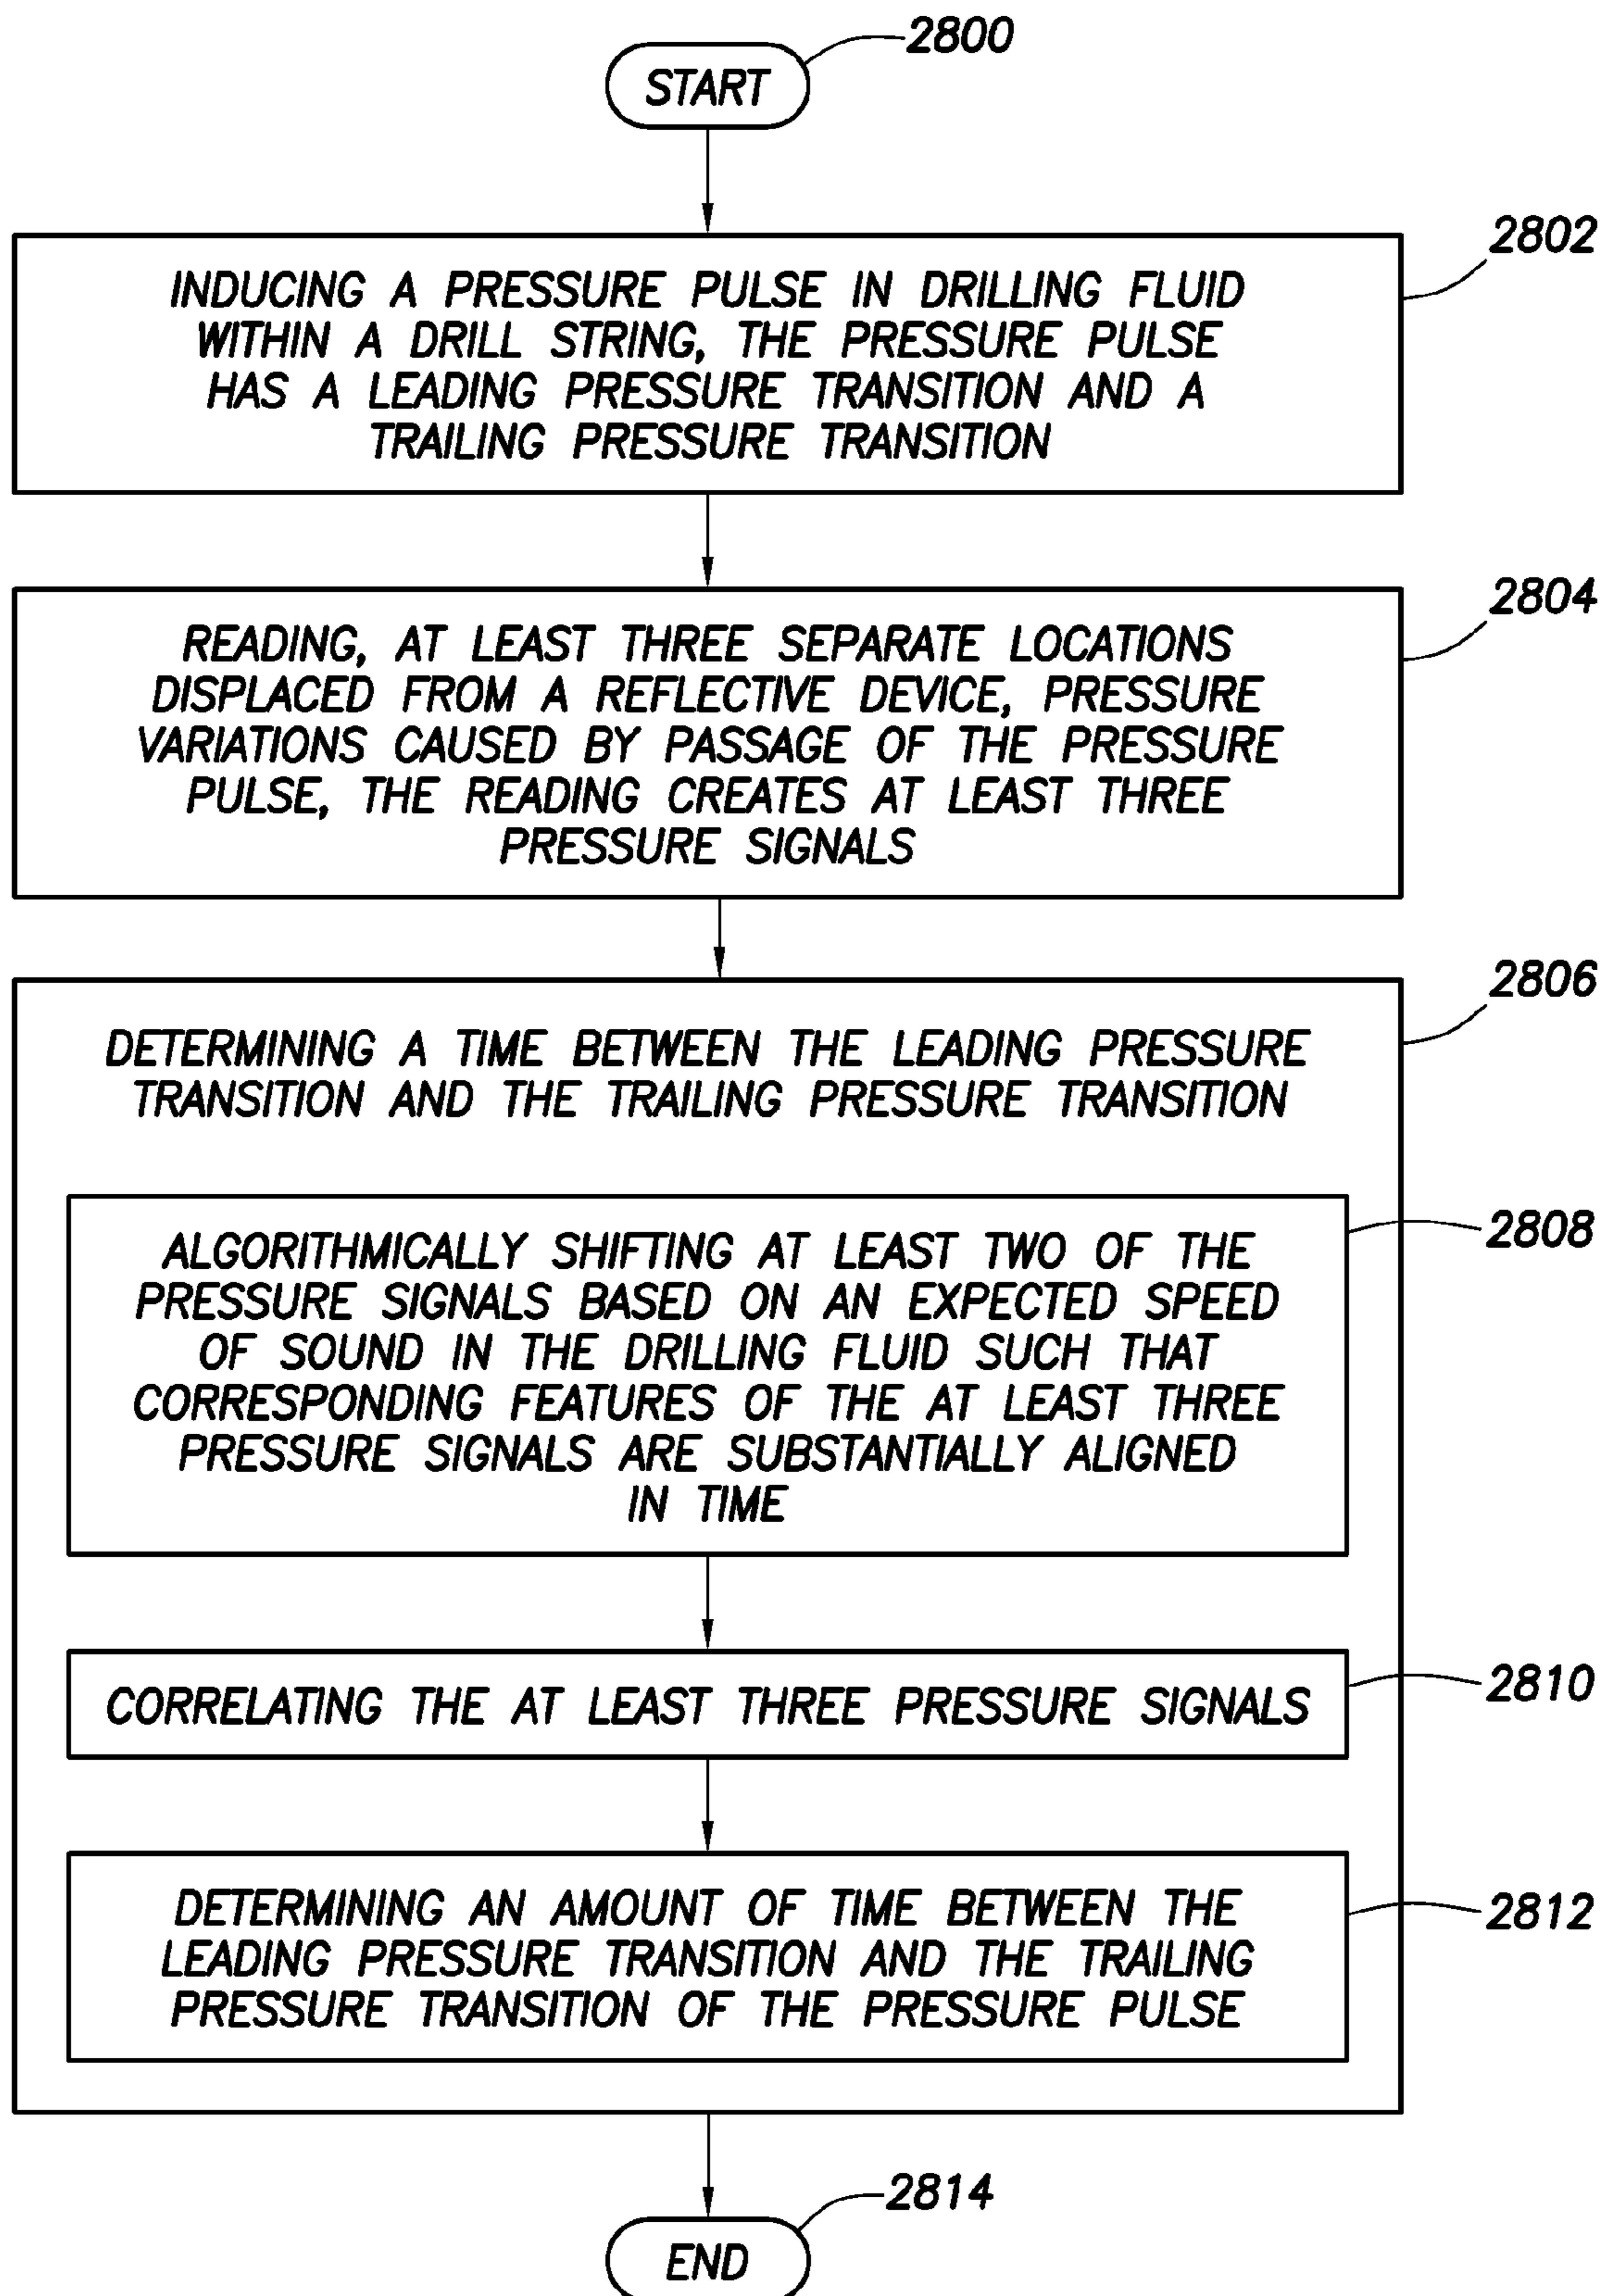 2800
START
2802
INDUCING A PRESSURE PULSE IN DRILLING FLUID
WITHIN A DRILL STRING, THE PRESSURE PULSE
HAS A LEADING PRESSURE TRANSITION AND A
TRAILING PRESSURE TRANSITION
2804
READING, AT LEAST THREE SEPARATE LOCATIONS
DISPLACED FROM A REFLECTIVE DEVICE, PRESSURE
VARIATIONS CAUSED BY PASSAGE OF THE PRESSURE
PULSE, THE READING CREATES AT LEAST THREE
PRESSURE SIGNALS
2806
DETERMINING A TIME BETWEEN THE LEADING PRESSURE
TRANSITION AND THE TRAILING PRESSURE TRANSITION
2808
ALGORITHMICALLY SHIFTING AT LEAST TWO OF THE
PRESSURE SIGNALS BASED ON AN EXPECTED SPEED
OF SOUND IN THE DRILLING FLUID SUCH THAT
CORRESPONDING FEATURES OF THE AT LEAST THREE
PRESSURE SIGNALS ARE SUBSTANTIALLY ALIGNED
IN TIME
2810
CORRELATING THE AT LEAST THREE PRESSURE SIGNALS
2812
DETERMINING AN AMOUNT OF TIME BETWEEN THE
LEADING PRESSURE TRANSITION AND THE TRAILING
PRESSURE TRANSITION OF THE PRESSURE PULSE
2814
END